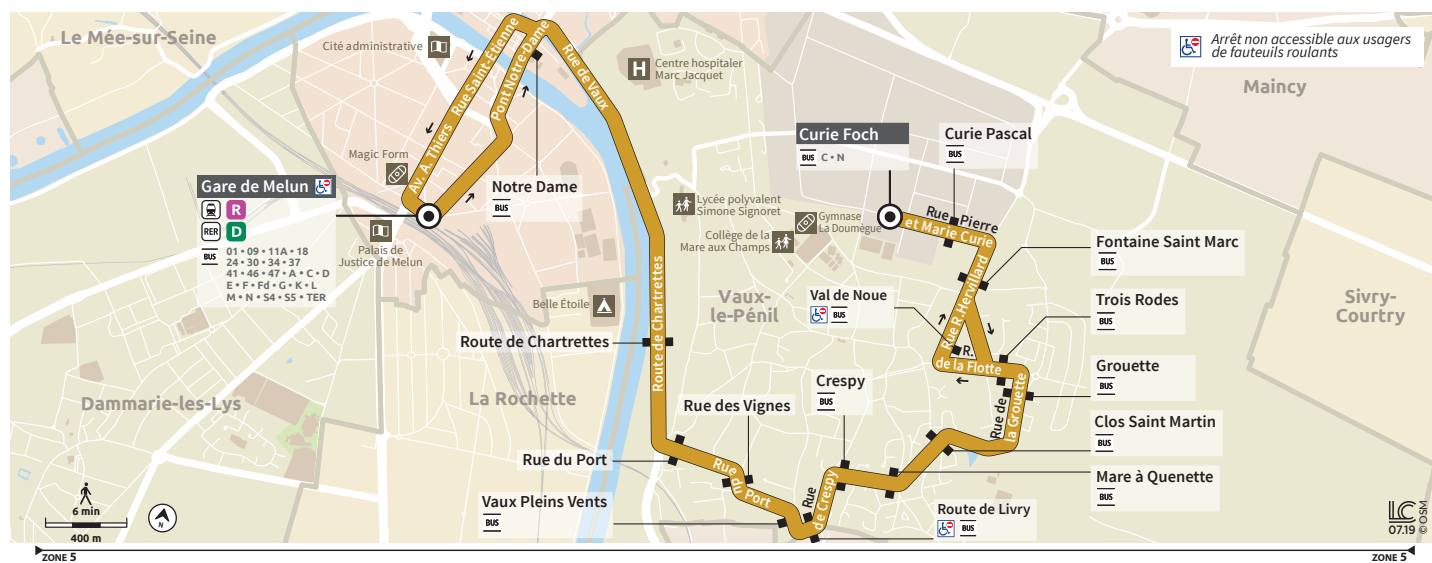 Le Mée-sur-Seine
Cité administrative
Rue Saint-Étienne
Pont Notre-Dame
Rue de Vaux
H
Centre hospitaler
Marc Jacquet
Arrêt non accessible aux usagers
de fauteuils roulants
Maincy
Magic Form
Av. A. Thiers
Gare de Melun
R
RER D
BUS
01 • 09 • 11A • 18
24 • 30 • 34 • 37
41 • 46 • 47 • A • C • D
E • F • Fd • G • K • L
M • N • S4 • S5 • TER
Palais de
Justice de Melun
Notre Dame
BUS
Curie Foch
BUS C • N
Curie Pascal
BUS
Lycée polyvalent
Simone Signoret
Collège de la
Mare aux Champs
Gymnase
La Doumègue
Rue Pierre
et Marie Curie
Fontaine Saint Marc
BUS
Rue R.Hervillard
Belle Étoile
Route de Chartrettes
Route de Chartrettes
Vaux-
le-Pénil
Val de Noue
BUS
Trois Rodes
BUS
Sivry-
Courtry
R.
de la Flotte
Grouette
BUS
Rue de
la Grouette
Dammarie-les-Lys
La Rochette
Crespy
BUS
Rue des Vignes
Clos Saint Martin
BUS
Rue du Port
Rue
du Port
Mare à Quenette
BUS
Vaux Pleins Vents
BUS
Rue
de Crespy
Route de Livry
BUS
6 min
400 m
N
LC
07.19
© OSM
ZONE 5
ZONE 5